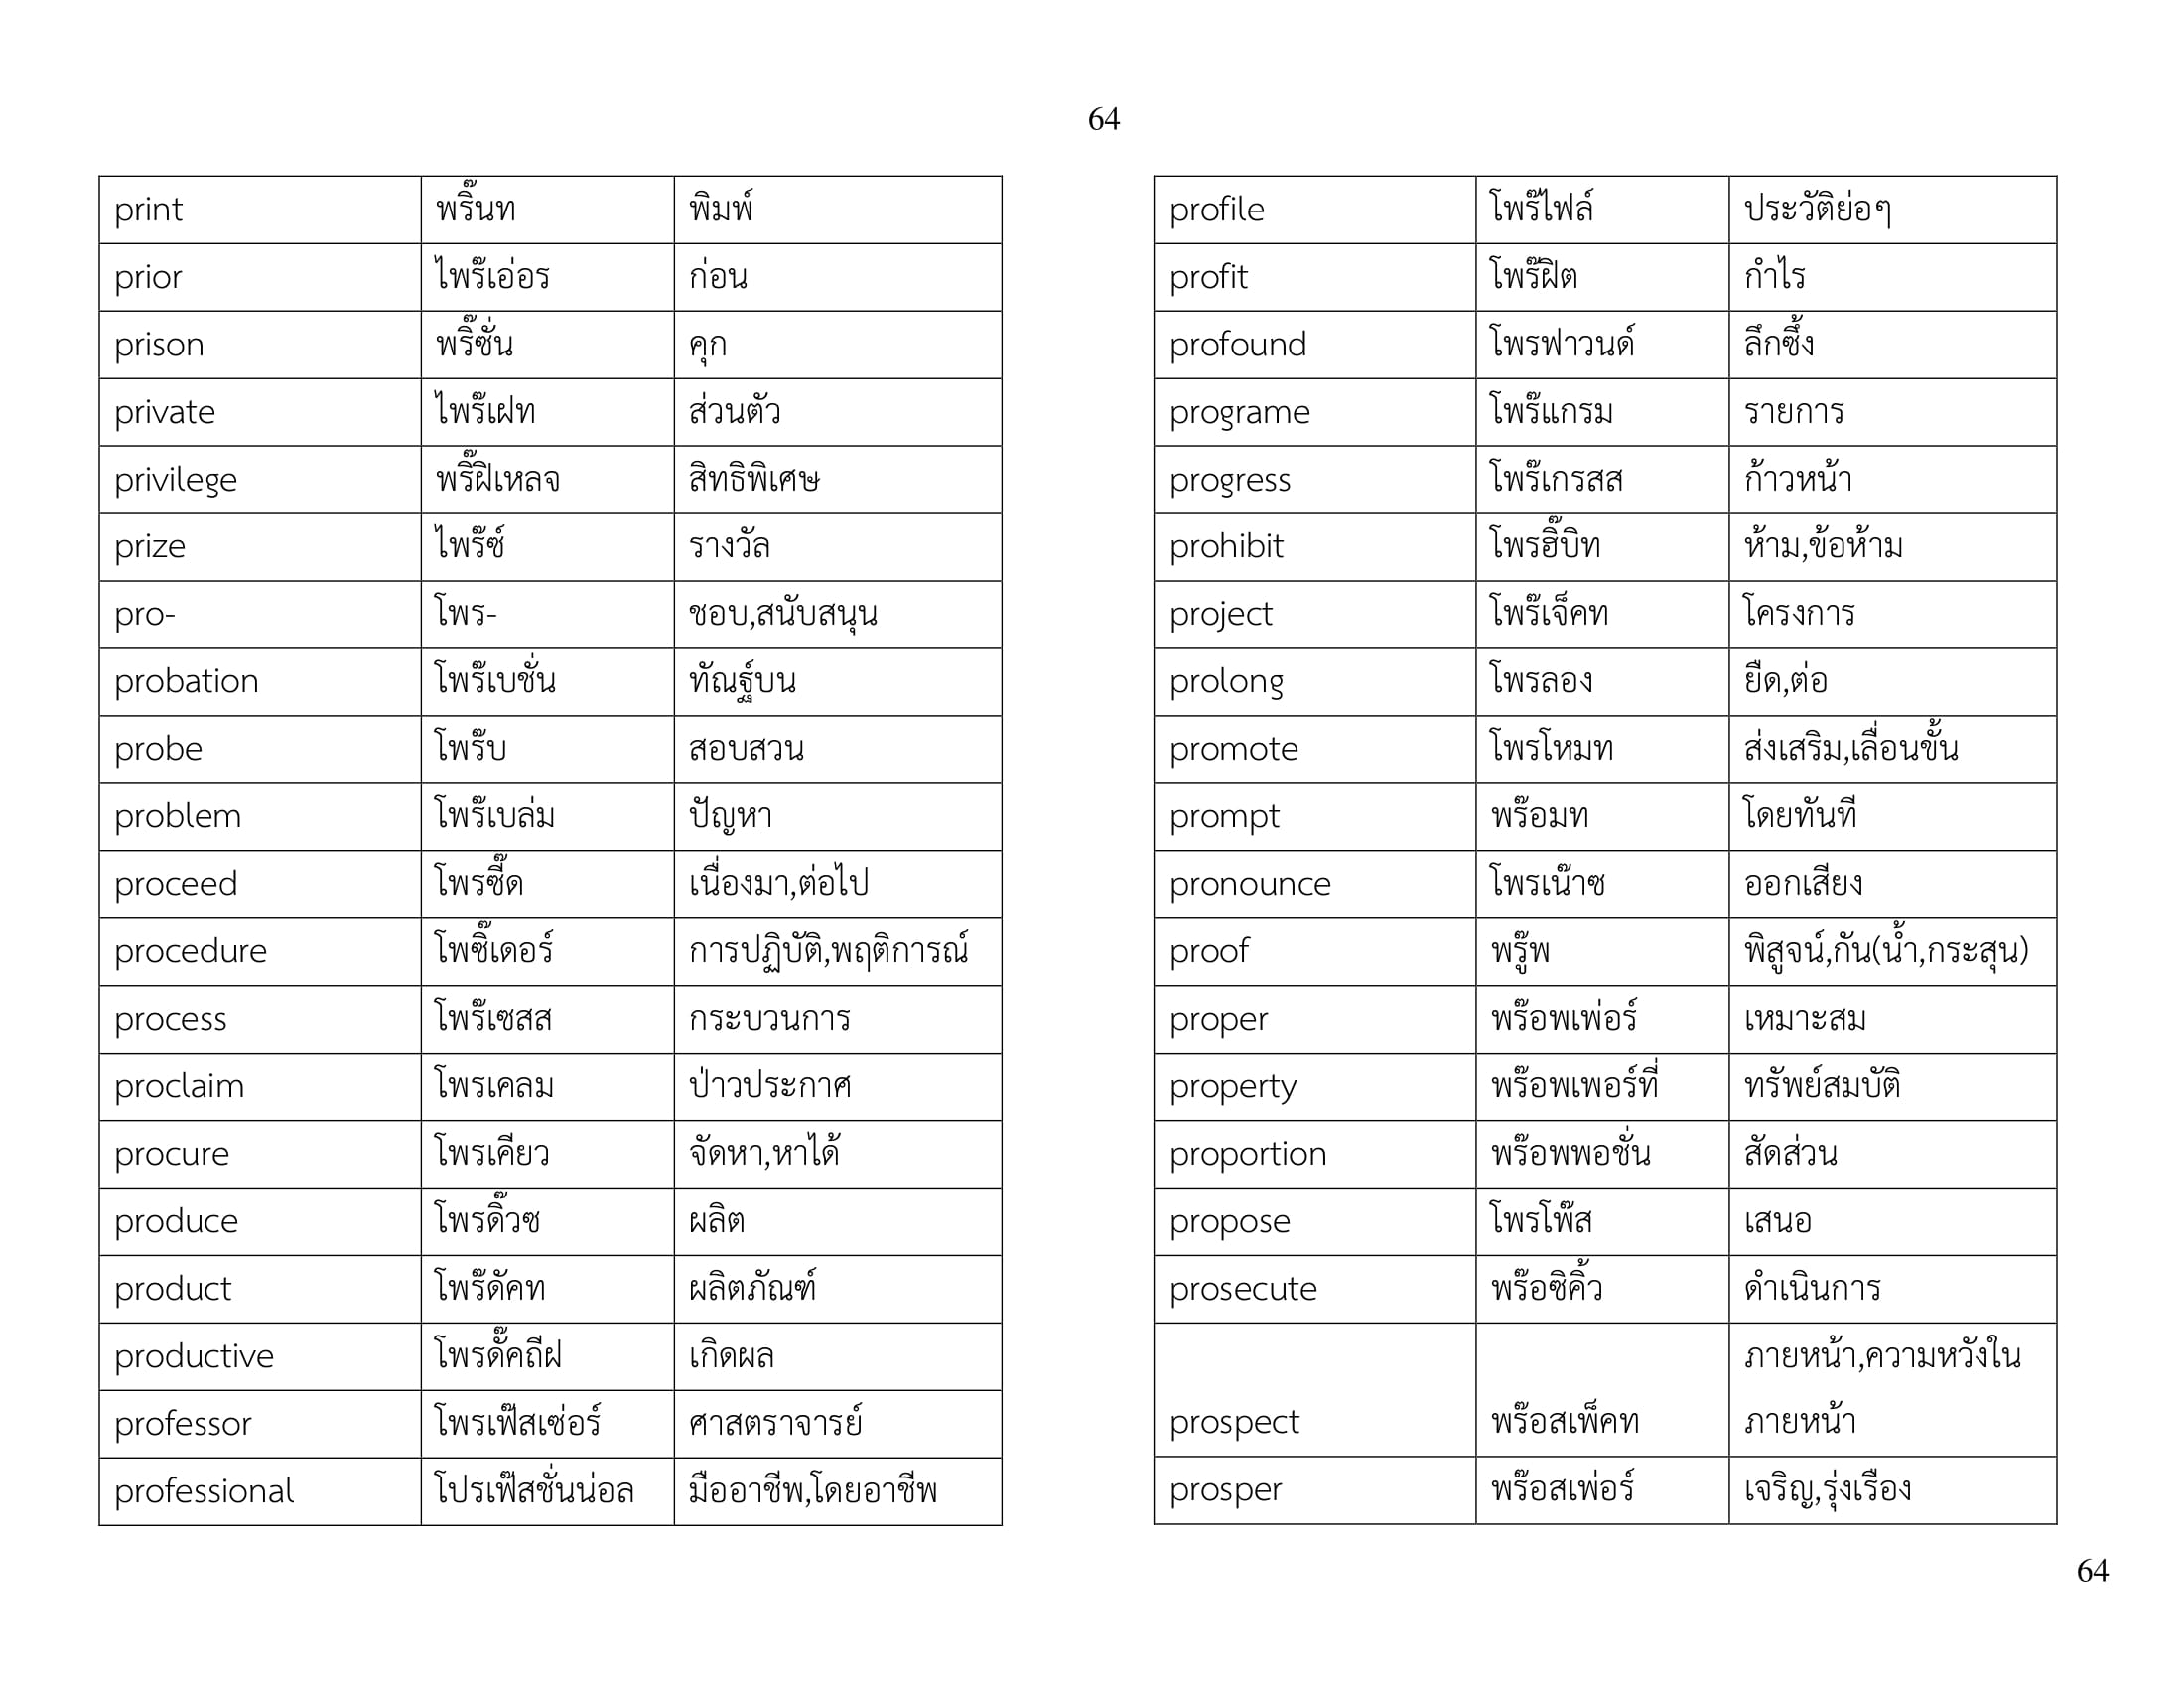 64
print พริ๊นท พิมพ์
prior ไพร๊เอ่อร ก่อน
prison พริ๊ซั่น คุก
private ไพร๊เฝท ส่วนตัว
privilege พริ๊ฝิเหลจ สิทธิพิเศษ
prize ไพร๊ซ์ รางวัล
pro- โพร- ชอบ,สนับสนุน
probation โพร๊เบชั่น ทัณฐ์บน
probe โพร๊บ สอบสวน
problem โพร๊เบล่ม ปัญหา
proceed โพรซี๊ด เนื่องมา,ต่อไป
procedure โพซิ๊เดอร์ การปฏิบัติ,พฤติการณ์
process โพร๊เซสส กระบวนการ
proclaim โพรเคลม ป่าวประกาศ
procure โพรเคียว จัดหา,หาได้
produce โพรดิ๊วซ ผลิต
product โพร๊ดัคท ผลิตภัณฑ์
productive โพรดั๊คถีฝ เกิดผล
professor โพรเฟ๊สเซ่อร์ ศาสตราจารย์
professional โปรเฟ๊สชั่นน่อล มืออาชีพ,โดยอาชีพ
profile โพร๊ไฟล์ ประวัติย่อๆ
profit โพร๊ฝิต กำไร
profound โพรฟาวนด์ ลึกซึ้ง
programe โพร๊แกรม รายการ
progress โพร๊เกรสส ก้าวหน้า
prohibit โพรฮิ๊บิท ห้าม,ข้อห้าม
project โพร๊เจ็คท โครงการ
prolong โพรลอง ยืด,ต่อ
promote โพรโหมท ส่งเสริม,เลื่อนขั้น
prompt พร๊อมท โดยทันที
pronounce โพรเน๊าซ ออกเสียง
proof พรู๊พ พิสูจน์,กัน(น้ำ,กระสุน)
proper พร๊อพเพ่อร์ เหมาะสม
property พร๊อพเพอร์ที่ ทรัพย์สมบัติ
proportion พร๊อพพอชั่น สัดส่วน
propose โพรโพ๊ส เสนอ
prosecute พร๊อซิคิ้ว ดำเนินการ
ภายหน้า,ความหวังใน
prospect พร๊อสเพ็คท ภายหน้า
prosper พร๊อสเพ่อร์ เจริญ,รุ่งเรือง
64